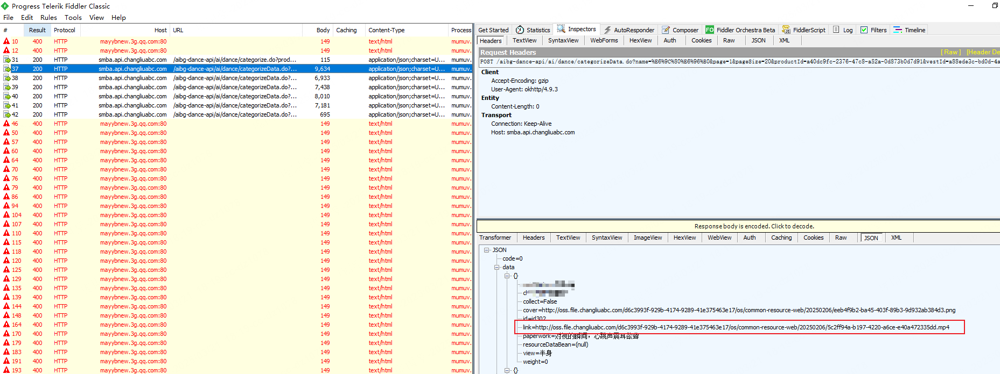 Progress Telerik Fiddler Classic
File Edit Rules Tools View Help
# Result Protocol Host URL Body Caching Content-Type Process
10 400 HTTP mayybnew.3g.qq.com:80 149 text/html mumuv.
12 400 HTTP mayybnew.3g.qq.com:80 149 text/html mumuv.
31 200 HTTP smba.api.changliuabc.com /aibg-dance-api/ai/dance/categorize.do?prod... 115 application/json;charset=U... mumuv.
37 200 HTTP smba.api.changliuabc.com /aibg-dance-api/ai/dance/categorizeData.do?... 9,634 application/json;charset=U... mumuv.
38 200 HTTP smba.api.changliuabc.com /aibg-dance-api/ai/dance/categorizeData.do?... 6,933 application/json;charset=U... mumuv.
39 200 HTTP smba.api.changliuabc.com /aibg-dance-api/ai/dance/categorizeData.do?... 7,438 application/json;charset=U... mumuv.
40 200 HTTP smba.api.changliuabc.com /aibg-dance-api/ai/dance/categorizeData.do?... 8,010 application/json;charset=U... mumuv.
41 200 HTTP smba.api.changliuabc.com /aibg-dance-api/ai/dance/categorizeData.do?... 7,181 application/json;charset=U... mumuv.
42 200 HTTP smba.api.changliuabc.com /aibg-dance-api/ai/dance/categorizeData.do?... 695 application/json;charset=U... mumuv.
46 400 HTTP mayybnew.3g.qq.com:80 149 text/html mumuv.
50 400 HTTP mayybnew.3g.qq.com:80 149 text/html mumuv.
57 400 HTTP mayybnew.3g.qq.com:80 149 text/html mumuv.
60 400 HTTP mayybnew.3g.qq.com:80 149 text/html mumuv.
64 400 HTTP mayybnew.3g.qq.com:80 149 text/html mumuv.
70 400 HTTP mayybnew.3g.qq.com:80 149 text/html mumuv.
76 400 HTTP mayybnew.3g.qq.com:80 149 text/html mumuv.
79 400 HTTP mayybnew.3g.qq.com:80 149 text/html mumuv.
86 400 HTTP mayybnew.3g.qq.com:80 149 text/html mumuv.
94 400 HTTP mayybnew.3g.qq.com:80 149 text/html mumuv.
104 400 HTTP mayybnew.3g.qq.com:80 149 text/html mumuv.
107 400 HTTP mayybnew.3g.qq.com:80 149 text/html mumuv.
110 400 HTTP mayybnew.3g.qq.com:80 149 text/html mumuv.
115 400 HTTP mayybnew.3g.qq.com:80 149 text/html mumuv.
118 400 HTTP mayybnew.3g.qq.com:80 149 text/html mumuv.
120 400 HTTP mayybnew.3g.qq.com:80 149 text/html mumuv.
125 400 HTTP mayybnew.3g.qq.com:80 149 text/html mumuv.
129 400 HTTP mayybnew.3g.qq.com:80 149 text/html mumuv.
135 400 HTTP mayybnew.3g.qq.com:80 149 text/html mumuv.
139 400 HTTP mayybnew.3g.qq.com:80 149 text/html mumuv.
144 400 HTTP mayybnew.3g.qq.com:80 149 text/html mumuv.
148 400 HTTP mayybnew.3g.qq.com:80 149 text/html mumuv.
164 400 HTTP mayybnew.3g.qq.com:80 149 text/html mumuv.
170 400 HTTP mayybnew.3g.qq.com:80 149 text/html mumuv.
179 400 HTTP mayybnew.3g.qq.com:80 149 text/html mumuv.
183 400 HTTP mayybnew.3g.qq.com:80 149 text/html mumuv.
191 400 HTTP mayybnew.3g.qq.com:80 149 text/html mumuv.
193 400 HTTP mayybnew.3g.qq.com:80 149 text/html mumuv.
Get Started Statistics Inspectors AutoResponder Composer FO Fiddler Orchestra Beta FiddlerScript Log Filters Timeline
Headers TextView SyntaxView WebForms HexView Auth Cookies Raw JSON XML
Request Headers [ Raw ] [Header De
POST /aibg-dance-api/ai/dance/categorizeData.do?name=%E6%9C%80%E6%96%B0&page=1&pageSize=20&productId=a40dc9fc-2376-47c8-a52a-0d873b0d7d91&vestId=a88ede3c-bd0d-4a
Client
Accept-Encoding: gzip
User-Agent: okhttp/4.9.3
Entity
Content-Length: 0
Transport
Connection: Keep-Alive
Host: smba.api.changliuabc.com
Response body is encoded. Click to decode.
Transformer Headers TextView SyntaxView ImageView HexView WebView Auth Caching Cookies Raw JSON XML
JSON
code=0
data
{}
collect=False
cover=http://oss.file.changliuabc.com/d6c3993f-929b-4174-9289-41e375463e17/os/common-resource-web/20250206/eeb4f9b2-ba45-403f-89b3-9d932ab384d3.png
id=id302
link=http://oss.file.changliuabc.com/d6c3993f-929b-4174-9289-41e375463e17/os/common-resource-web/20250206/5c2ff94a-b197-4220-a6ce-e40a472335dd.mp4
paperwork=对视的瞬间，心跳声震耳欲聋
resourceDataBean=(null)
view=半身
weight=0
{}